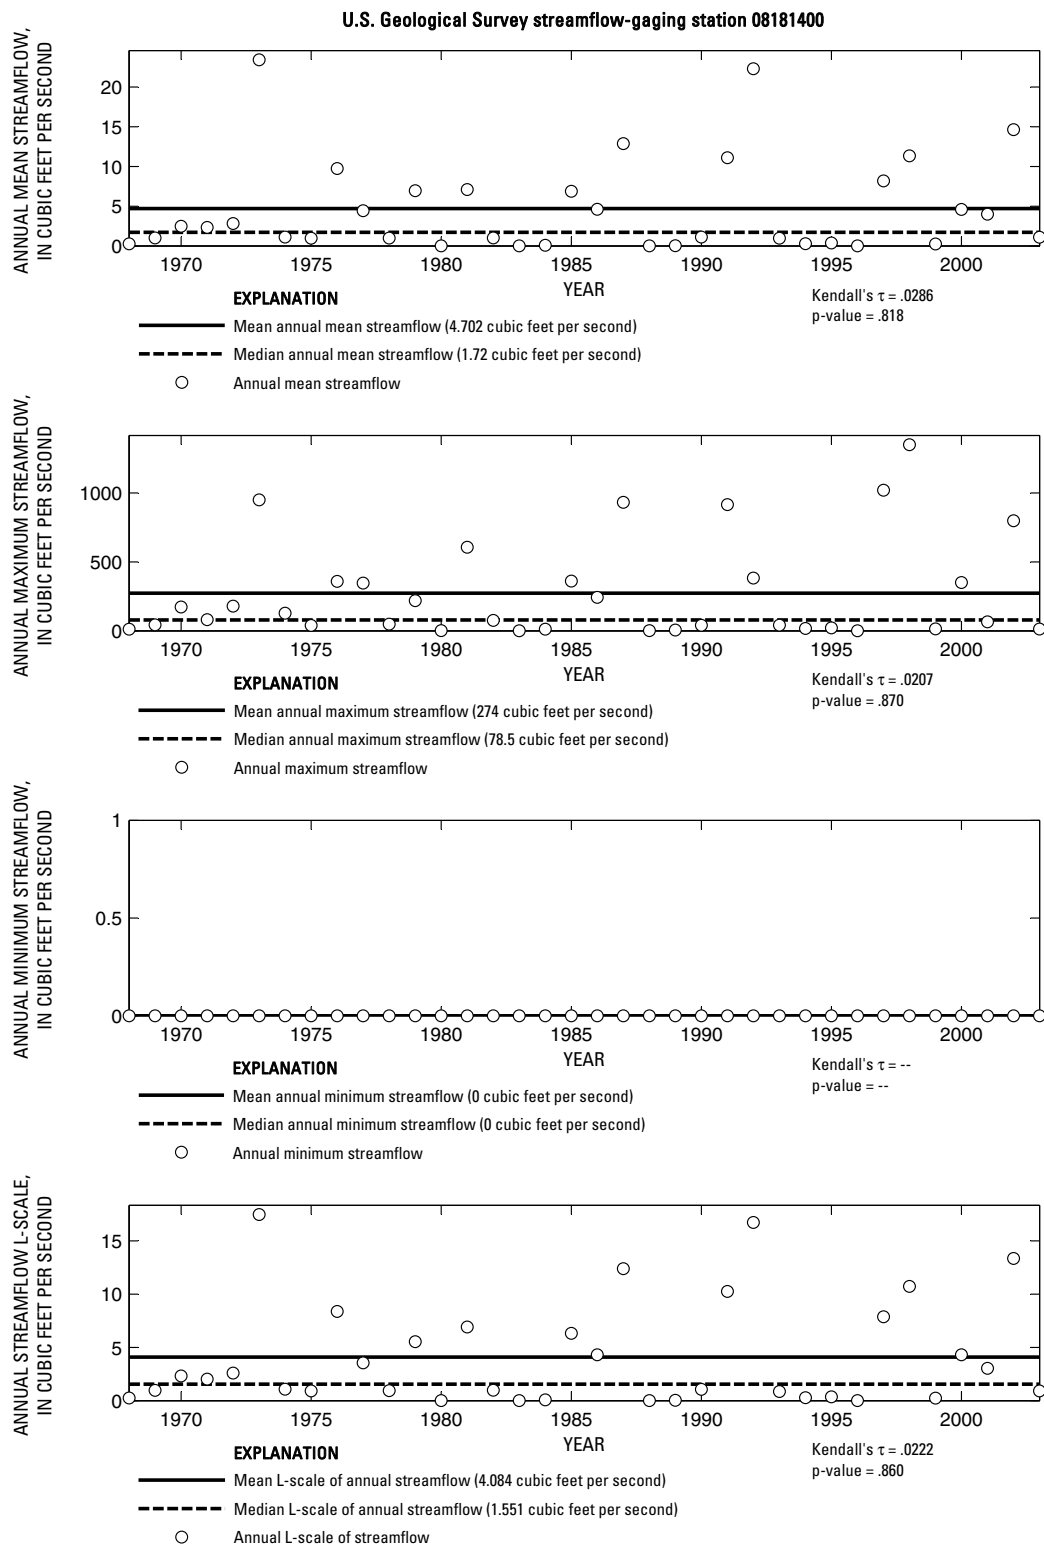 U.S. Geological Survey streamflow-gaging station 08181400
ANNUAL MEAN STREAMFLOW,
IN CUBIC FEET PER SECOND
20
15
10
5
0
1970 1975 1980 1985 1990 1995 2000
YEAR
Kendall's τ = .0286
p-value = .818
EXPLANATION
Mean annual mean streamflow (4.702 cubic feet per second)
Median annual mean streamflow (1.72 cubic feet per second)
Annual mean streamflow
ANNUAL MAXIMUM STREAMFLOW,
IN CUBIC FEET PER SECOND
1000
500
0
1970 1975 1980 1985 1990 1995 2000
YEAR
Kendall's τ = .0207
p-value = .870
EXPLANATION
Mean annual maximum streamflow (274 cubic feet per second)
Median annual maximum streamflow (78.5 cubic feet per second)
Annual maximum streamflow
ANNUAL MINIMUM STREAMFLOW,
IN CUBIC FEET PER SECOND
1
0.5
0
1970 1975 1980 1985 1990 1995 2000
YEAR
Kendall's τ = --
p-value = --
EXPLANATION
Mean annual minimum streamflow (0 cubic feet per second)
Median annual minimum streamflow (0 cubic feet per second)
Annual minimum streamflow
ANNUAL STREAMFLOW L-SCALE,
IN CUBIC FEET PER SECOND
15
10
5
0
1970 1975 1980 1985 1990 1995 2000
YEAR
Kendall's τ = .0222
p-value = .860
EXPLANATION
Mean L-scale of annual streamflow (4.084 cubic feet per second)
Median L-scale of annual streamflow (1.551 cubic feet per second)
Annual L-scale of streamflow